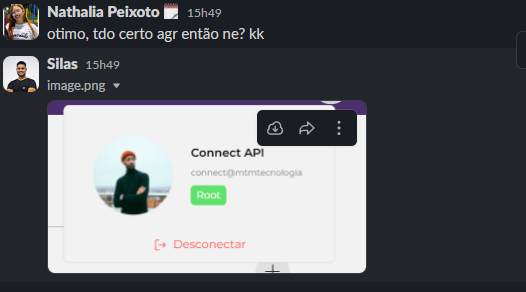 Nathalia Peixoto 15h49
otimo, tdo certo agr então ne? kk
Silas 15h49
image.png
Connect API
connect@mtmtecnologia
Root
Desconectar